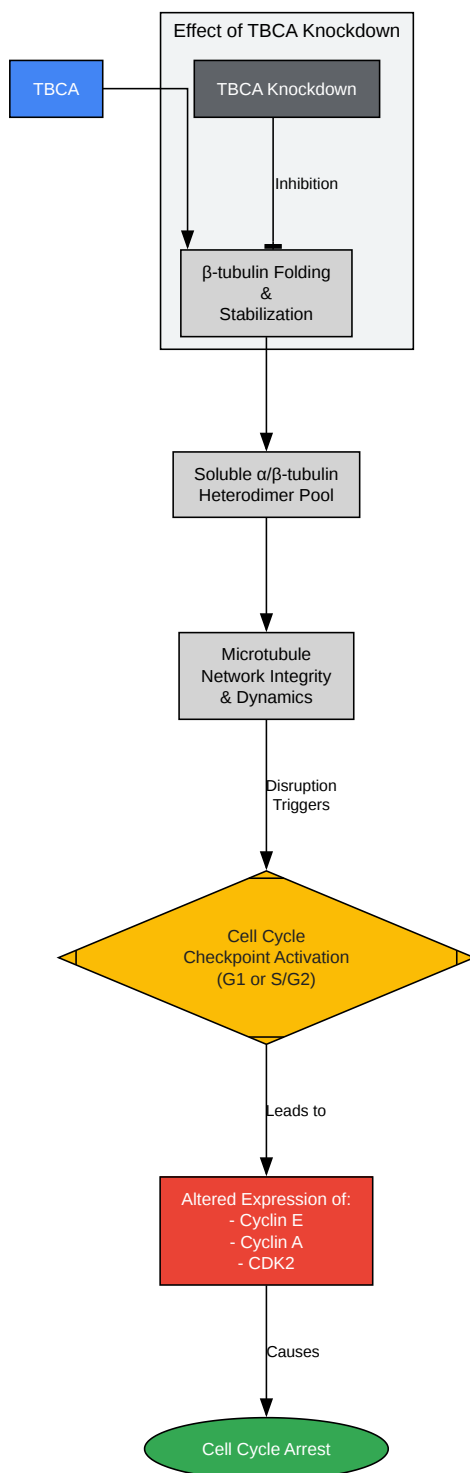 Effect of TBCA Knockdown
TBCA
TBCA Knockdown
Inhibition
β-tubulin Folding
&
Stabilization
Soluble α/β-tubulin
Heterodimer Pool
Microtubule
Network Integrity
& Dynamics
Disruption
Triggers
Cell Cycle
Checkpoint Activation
(G1 or S/G2)
Leads to
Altered Expression of:
- Cyclin E
- Cyclin A
- CDK2
Causes
Cell Cycle Arrest